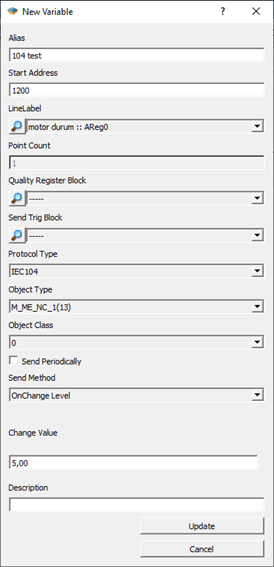 New Variable
Alias
104 test
Start Address
1200
LineLabel
motor durum :: AReg0
Point Count
1
Quality Register Block
-----
Send Trig Block
-----
Protocol Type
IEC104
Object Type
M_ME_NC_1(13)
Object Class
0
Send Periodically
Send Method
OnChange Level
Change Value
5,00
Description
Update
Cancel